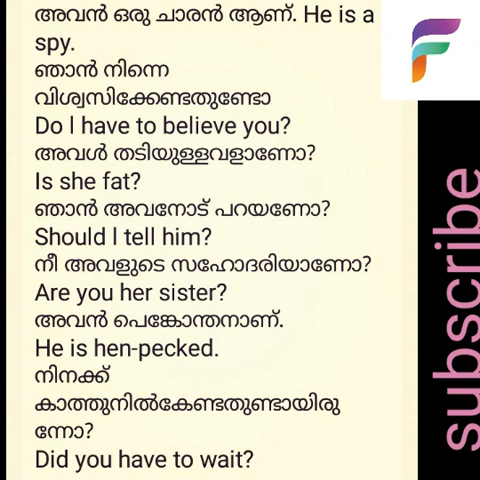 അവൻ ഒരു ചാരൻ ആണ്. He is a
spy.
ഞാൻ നിന്നെ
വിശ്വസിക്കേണ്ടതുണ്ടോ
Do I have to believe you?
അവൾ തടിയുള്ളവളാണോ?
Is she fat?
ഞാൻ അവനോട് പറയണോ?
Should I tell him?
നീ അവളുടെ സഹോദരിയാണോ?
Are you her sister?
അവൻ പെങ്കോന്തനാണ്.
He is hen-pecked.
നിനക്ക്
കാത്തുനിൽകേണ്ടതുണ്ടായിരു
ന്നോ?
Did you have to wait?
subscribe